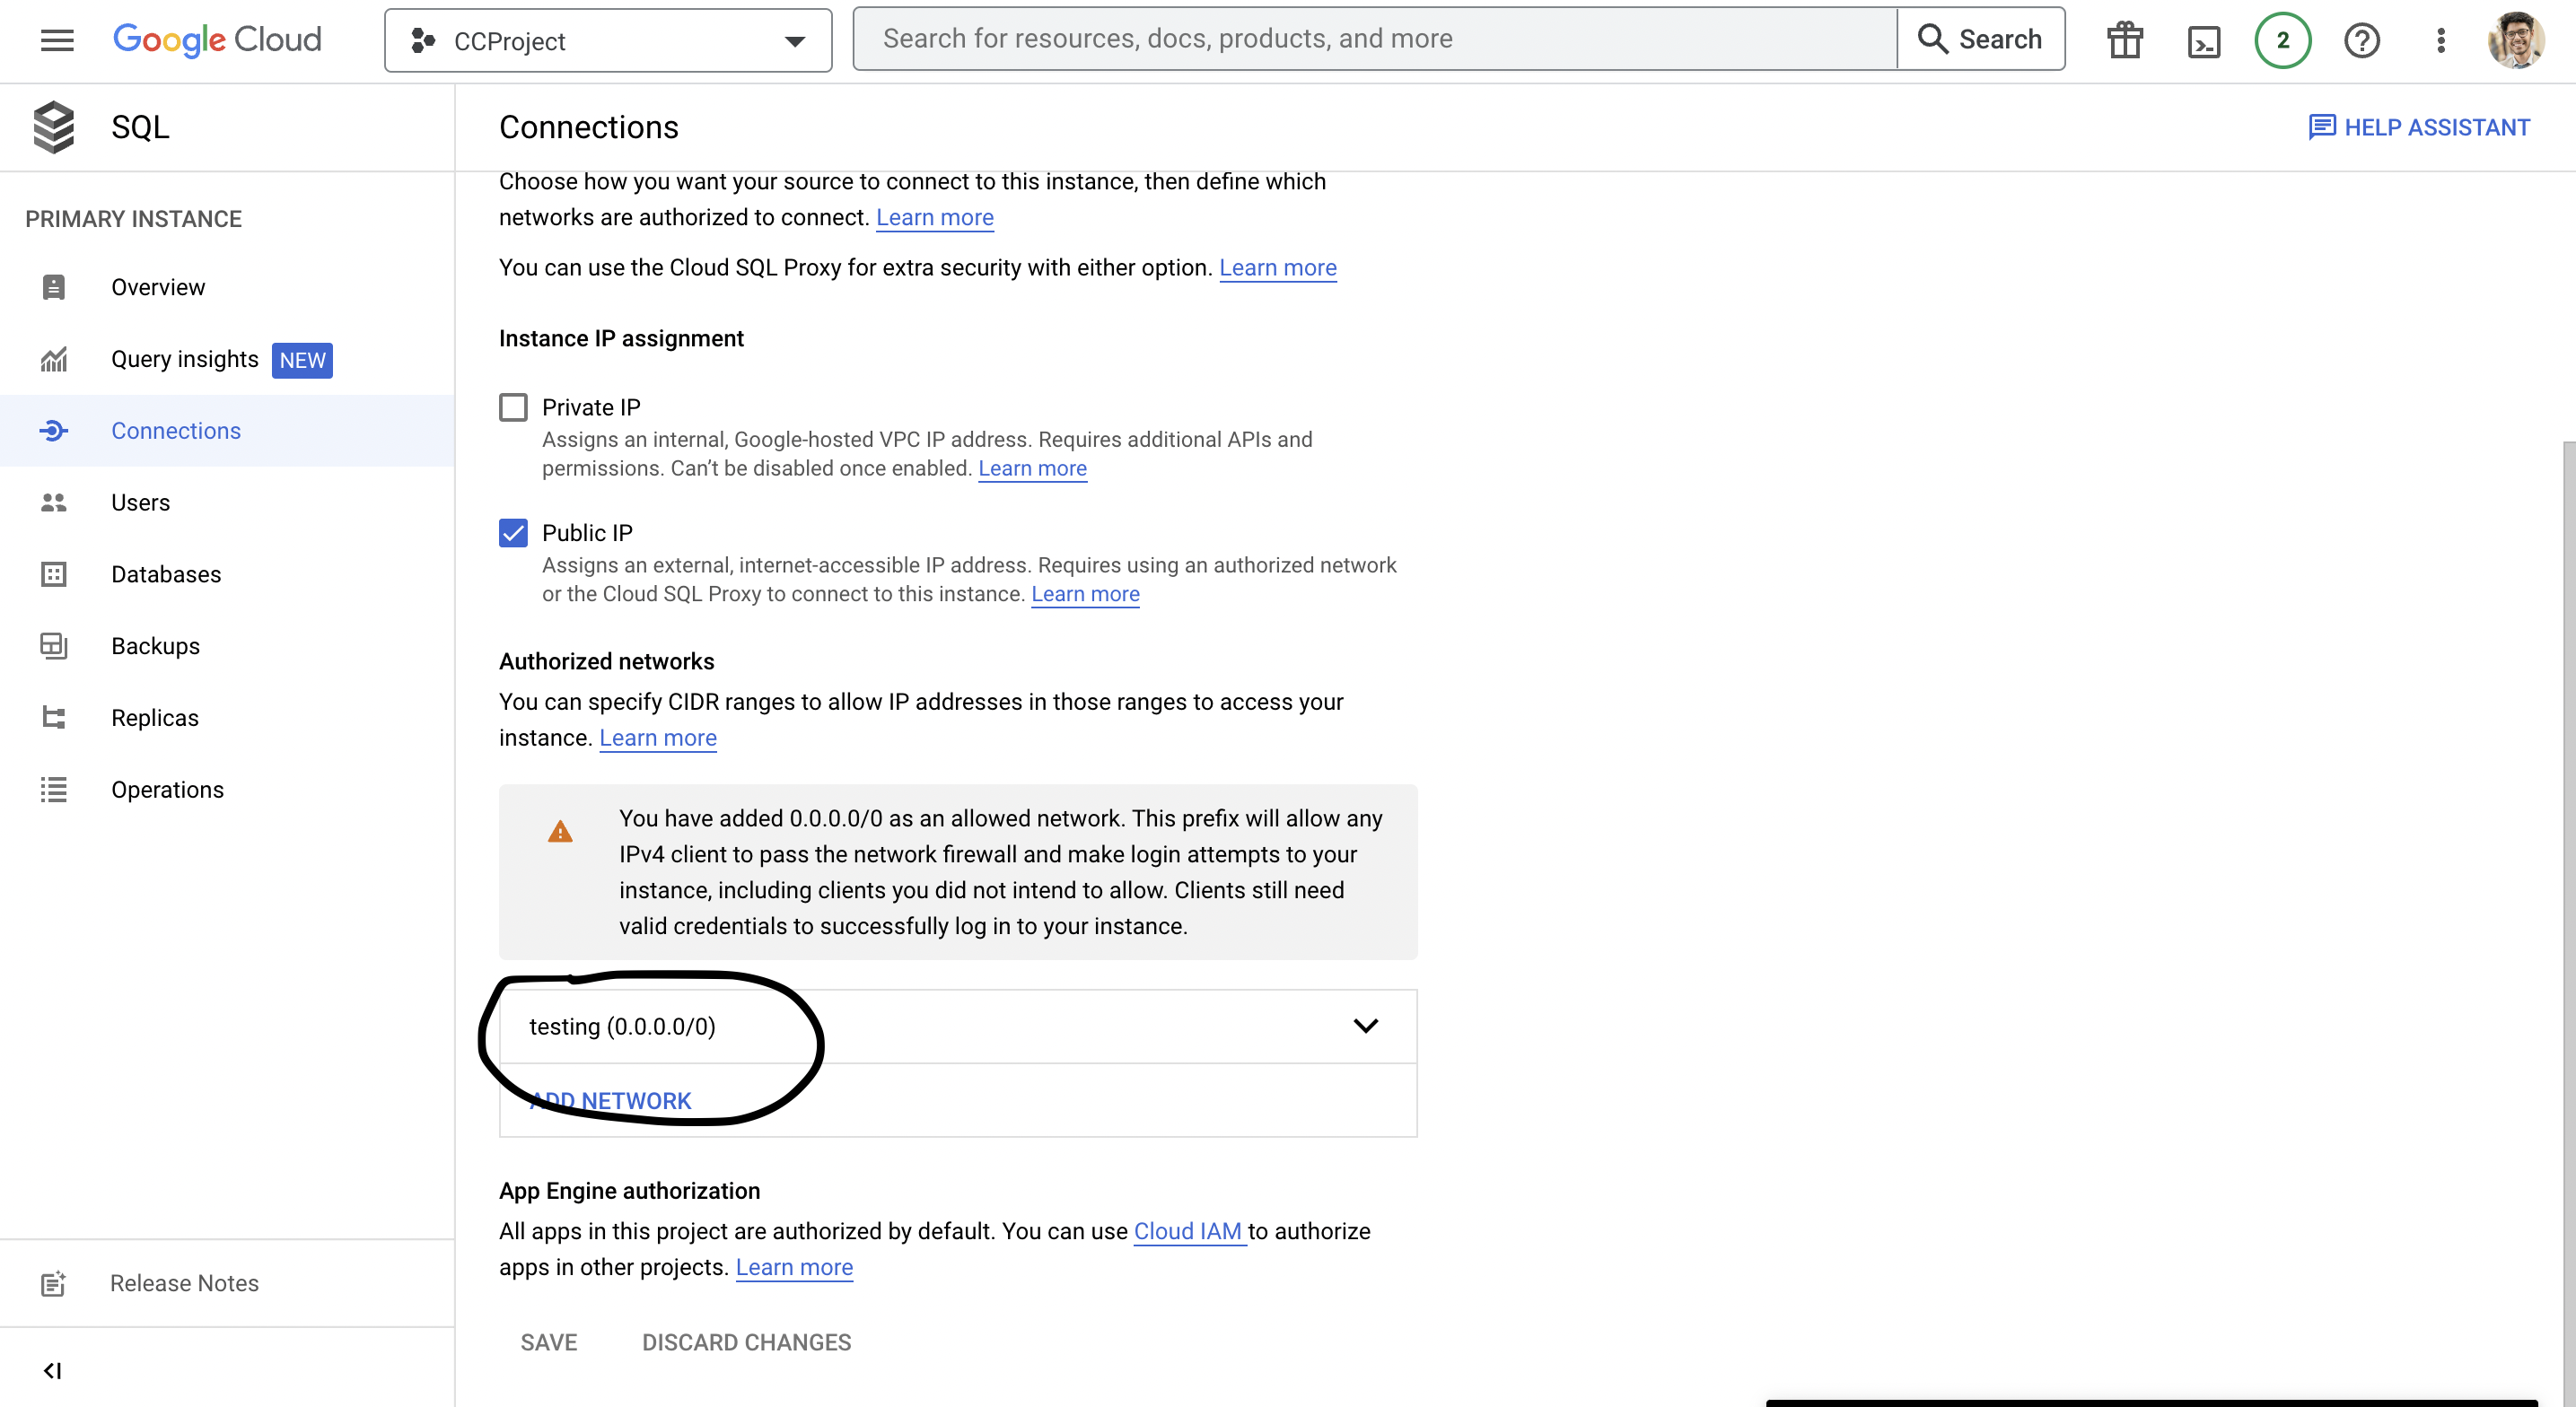 Google Cloud
CCProject
Search for resources, docs, products, and more
Search
2
SQL
Connections
HELP ASSISTANT
PRIMARY INSTANCE
Overview
Query insights NEW
Connections
Users
Databases
Backups
Replicas
Operations
Release Notes
Choose how you want your source to connect to this instance, then define which
networks are authorized to connect. Learn more
You can use the Cloud SQL Proxy for extra security with either option. Learn more
Instance IP assignment
Private IP
Assigns an internal, Google-hosted VPC IP address. Requires additional APIs and
permissions. Can’t be disabled once enabled. Learn more
Public IP
Assigns an external, internet-accessible IP address. Requires using an authorized network
or the Cloud SQL Proxy to connect to this instance. Learn more
Authorized networks
You can specify CIDR ranges to allow IP addresses in those ranges to access your
instance. Learn more
You have added 0.0.0.0/0 as an allowed network. This prefix will allow any
IPv4 client to pass the network firewall and make login attempts to your
instance, including clients you did not intend to allow. Clients still need
valid credentials to successfully log in to your instance.
testing (0.0.0.0/0)
ADD NETWORK
App Engine authorization
All apps in this project are authorized by default. You can use Cloud IAM to authorize
apps in other projects. Learn more
SAVE
DISCARD CHANGES